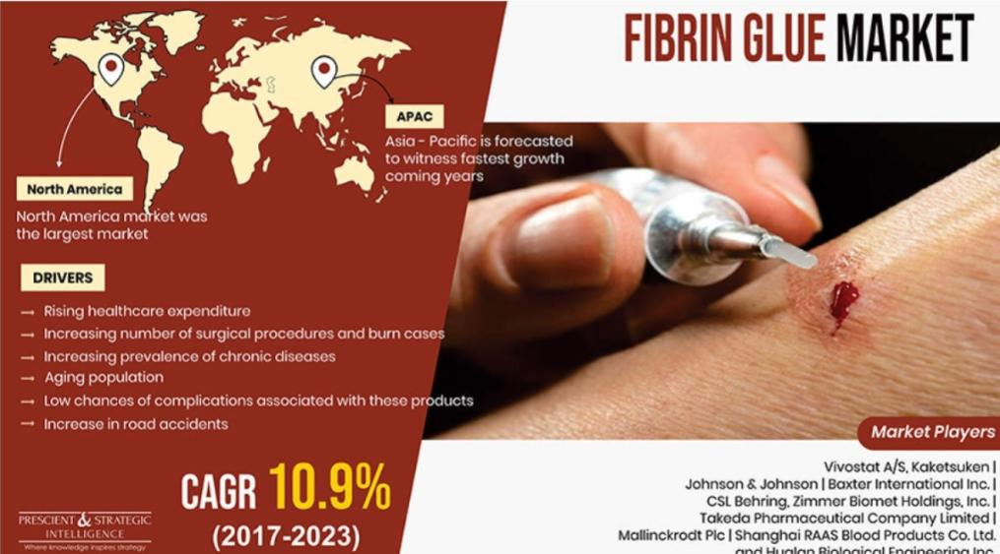 FIBRIN GLUE MARKET
APAC
Asia - Pacific is forecasted
to witness fastest growth
coming years
North America
North America market was
the largest market
DRIVERS
→ Rising healthcare expenditure
→ Increasing number of surgical procedures and burn cases
→ Increasing prevalence of chronic diseases
→ Aging population
→ Low chances of complications associated with these products
→ Increase in road accidents
CAGR 10.9%
(2017-2023)
PRESCIENT & STRATEGIC
INTELLIGENCE
Where knowledge inspires strategy
Market Players
Vivostat A/S, Kaketsuken |
Johnson & Johnson | Baxter International Inc. |
CSL Behring, Zimmer Biomet Holdings, Inc. |
Takeda Pharmaceutical Company Limited |
Mallinckrodt Plc | Shanghai RAAS Blood Products Co. Ltd.
and Hualan Biological Engineering Inc.